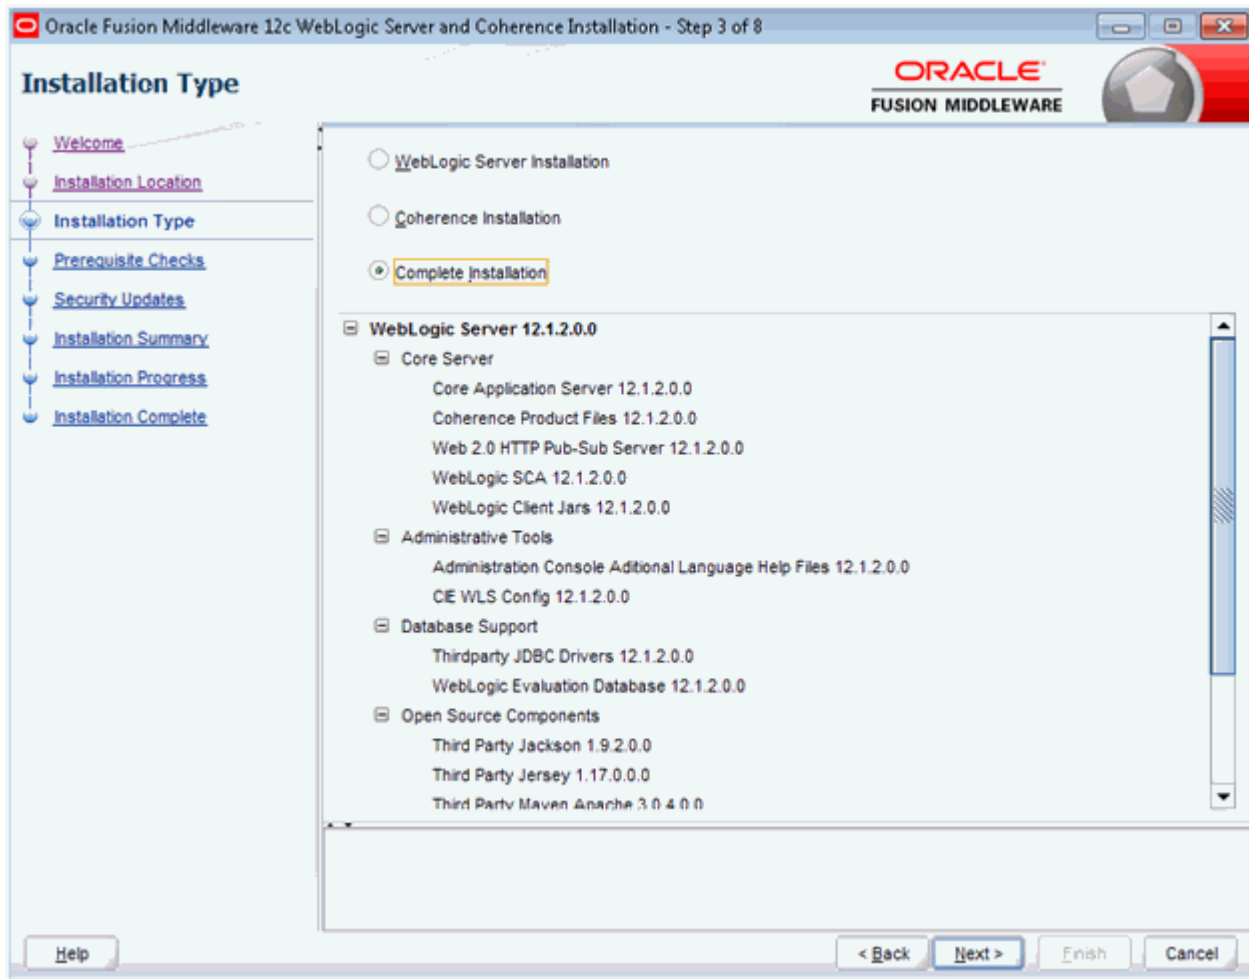 Oracle Fusion Middleware 12c WebLogic Server and Coherence Installation - Step 3 of 8
Installation Type
ORACLE
FUSION MIDDLEWARE
Welcome
Installation Location
Installation Type
Prerequisite Checks
Security Updates
Installation Summary
Installation Progress
Installation Complete
WebLogic Server Installation
Coherence Installation
Complete Installation
WebLogic Server 12.1.2.0.0
Core Server
Core Application Server 12.1.2.0.0
Coherence Product Files 12.1.2.0.0
Web 2.0 HTTP Pub-Sub Server 12.1.2.0.0
WebLogic SCA 12.1.2.0.0
WebLogic Client Jars 12.1.2.0.0
Administrative Tools
Administration Console Aditional Language Help Files 12.1.2.0.0
CIE WLS Config 12.1.2.0.0
Database Support
Thirdparty JDBC Drivers 12.1.2.0.0
WebLogic Evaluation Database 12.1.2.0.0
Open Source Components
Third Party Jackson 1.9.2.0.0
Third Party Jersey 1.17.0.0.0
Third Party Maven Apache 3.0.4.0.0
Help
< Back
Next >
Finish
Cancel